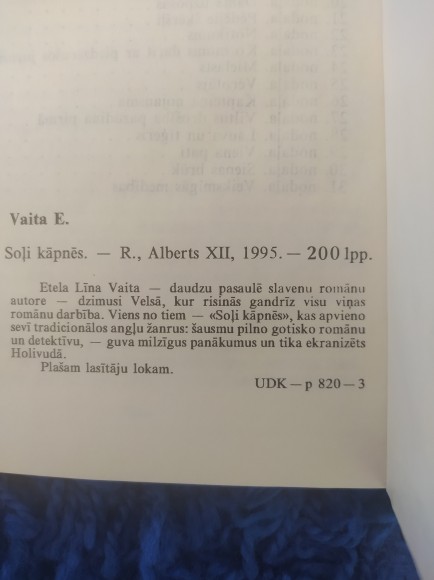 Vaita E.
Soļi kāpnēs. — R., Alberts XII, 1995. — 200 lpp.
Etela Līna Vaita — daudzu pasaulē slavenu romānu
autore — dzimusi Velsā, kur risinās gandrīz visu viņas
romānu darbība. Viens no tiem — «Soļi kāpnēs», kas apvieno
sevī tradicionālos angļu žanrus: šausmu pilno gotisko romānu
un detektīvu, — guva milzīgus panākumus un tika ekranizēts
Holivudā.
Plašam lasītāju lokam.
UDK — p 820 — 3